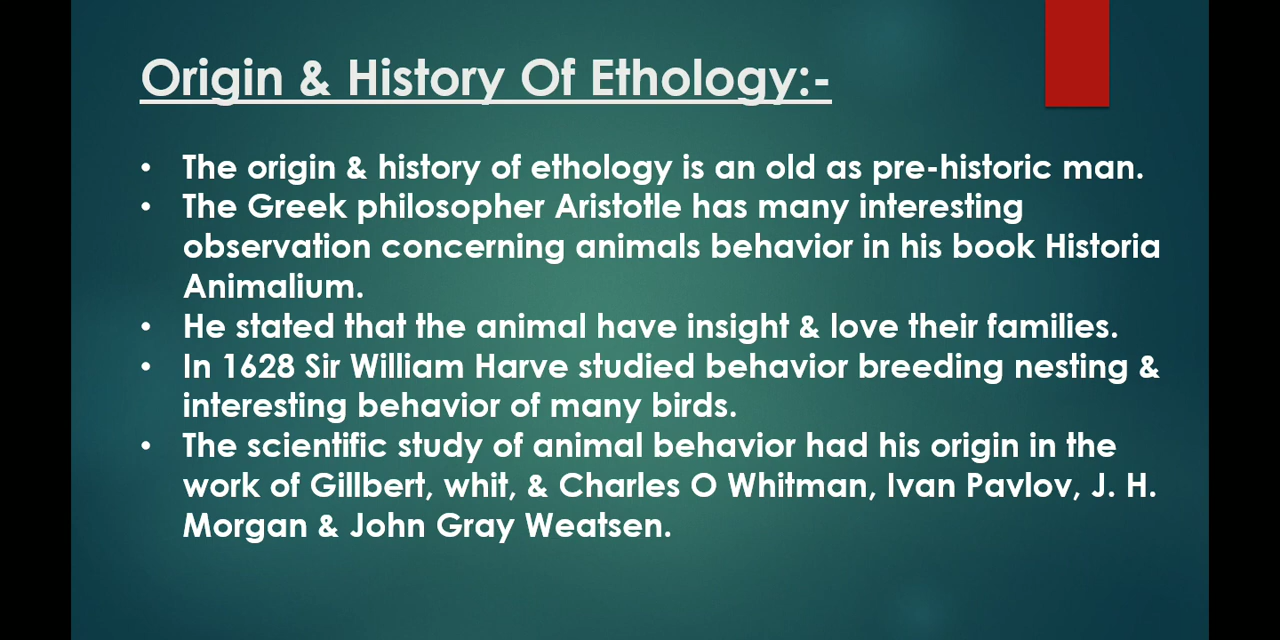 Origin & History Of Ethology:-
• The origin & history of ethology is an old as pre-historic man.
• The Greek philosopher Aristotle has many interesting
observation concerning animals behavior in his book Historia
Animalium.
• He stated that the animal have insight & love their families.
• In 1628 Sir William Harve studied behavior breeding nesting &
interesting behavior of many birds.
• The scientific study of animal behavior had his origin in the
work of Gillbert, whit, & Charles O Whitman, Ivan Pavlov, J. H.
Morgan & John Gray Weatsen.